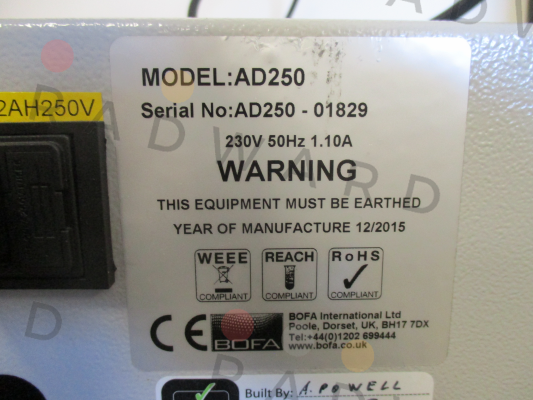 MODEL:AD250
Serial No:AD250 - 01829
2AH250V
230V 50Hz 1.10A
WARNING
THIS EQUIPMENT MUST BE EARTHED
YEAR OF MANUFACTURE 12/2015
WEEE
COMPLIANT
REACH
COMPLIANT
RoHS
COMPLIANT
CE
BOFA
BOFA International Ltd
Poole, Dorset, UK, BH17 7DX
Tel:+44(0)1202 699444
www.bofa.co.uk
Built By: A. POWELL
RADWARD